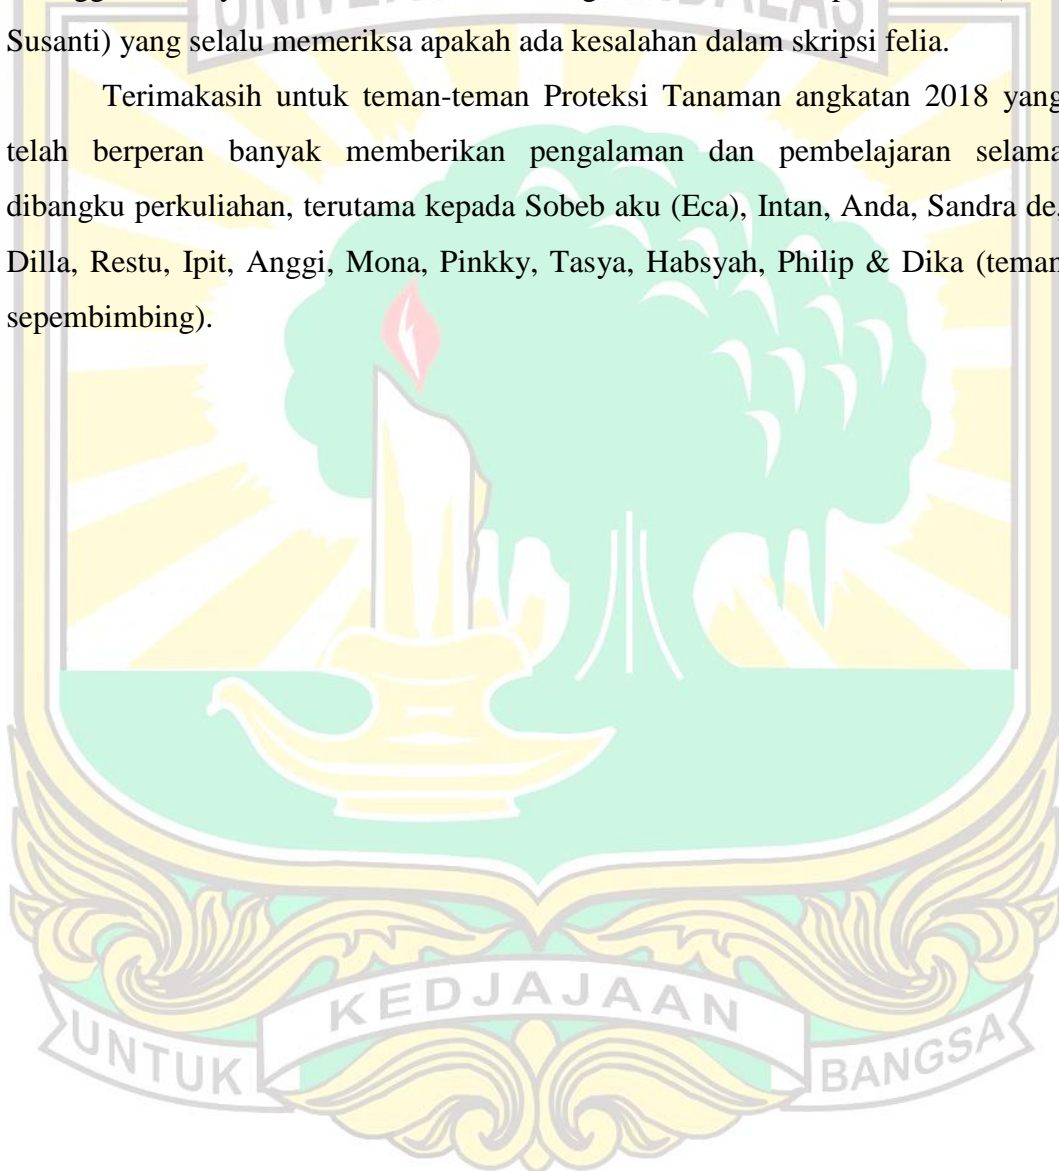 Susanti) yang selalu memeriksa apakah ada kesalahan dalam skripsi felia.
Terimakasih untuk teman-teman Proteksi Tanaman angkatan 2018 yang
telah berperan banyak memberikan pengalaman dan pembelajaran selama
dibangku perkuliahan, terutama kepada Sobeb aku (Eca), Intan, Anda, Sandra de,
Dilla, Restu, Ipit, Anggi, Mona, Pinkky, Tasya, Habsyah, Philip & Dika (teman
sepembimbing).
UNTUK KEDJAJAAN BANGSA